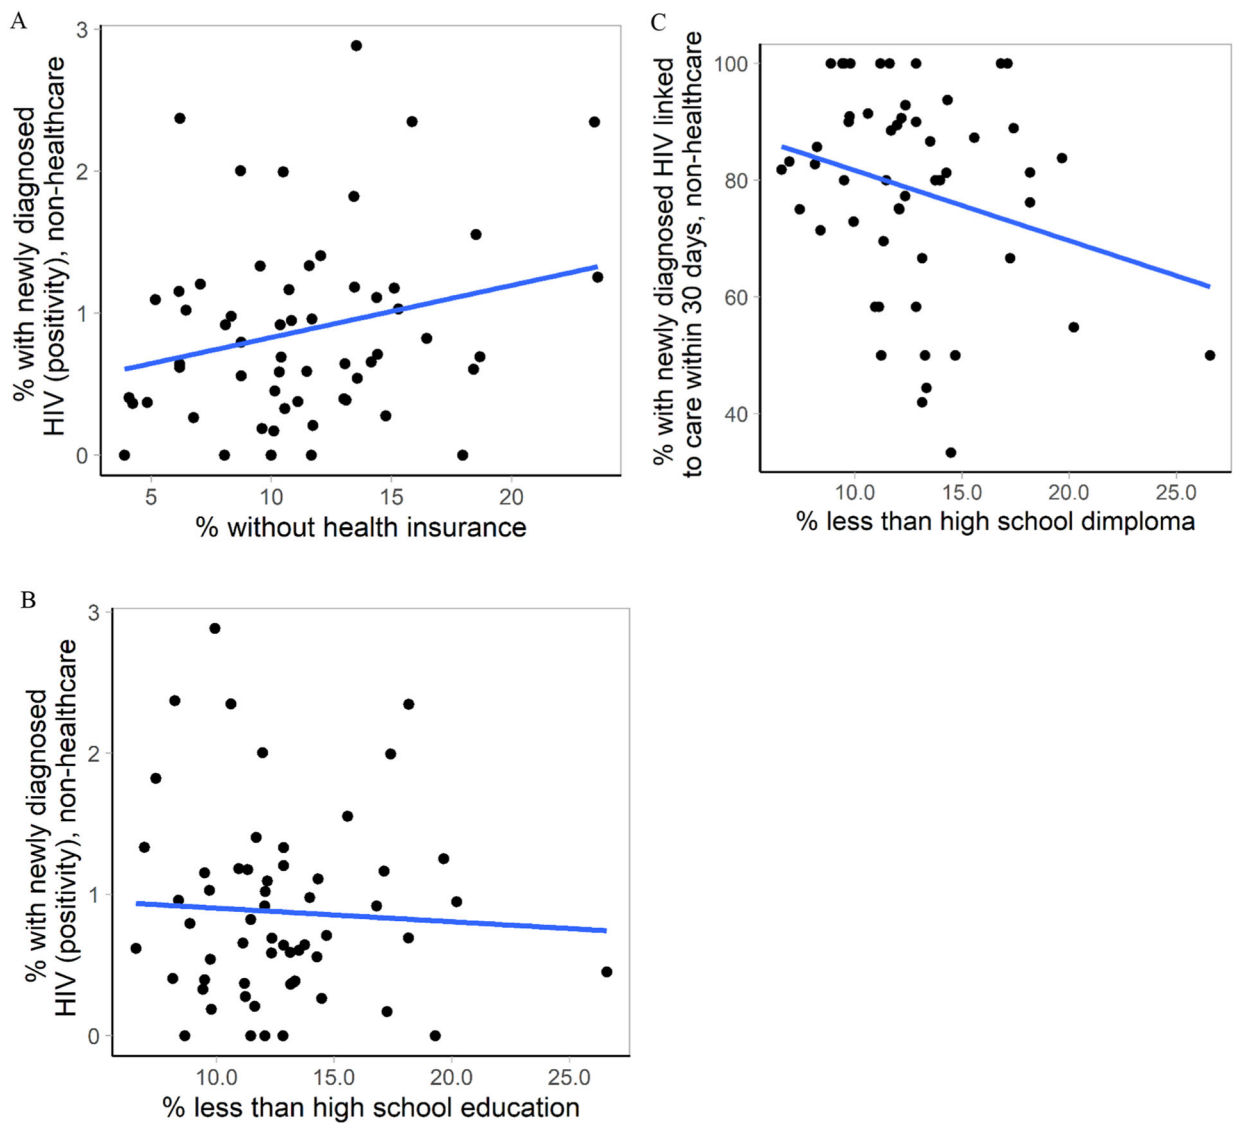 A
% with newly diagnosed
HIV (positivity), non-healthcare
3
2
1
0
5
10
15
20
% without health insurance
C
% with newly diagnosed HIV linked
to care within 30 days, non-healthcare
100
80
60
40
10.0
15.0
20.0
25.0
% less than high school dimploma
B
% with newly diagnosed
HIV (positivity), non-healthcare
3
2
1
0
10.0
15.0
20.0
25.0
% less than high school education